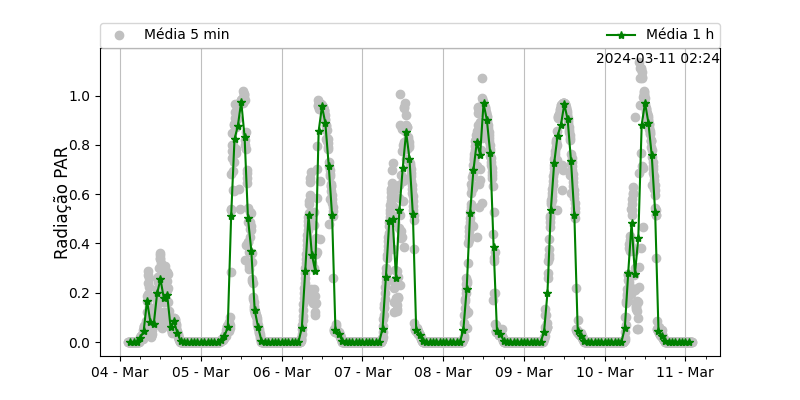 Média 5 min
Média 1 h
2024-03-11 02:24
Radiação PAR
1.0
0.8
0.6
0.4
0.2
0.0
04 - Mar
05 - Mar
06 - Mar
07 - Mar
08 - Mar
09 - Mar
10 - Mar
11 - Mar